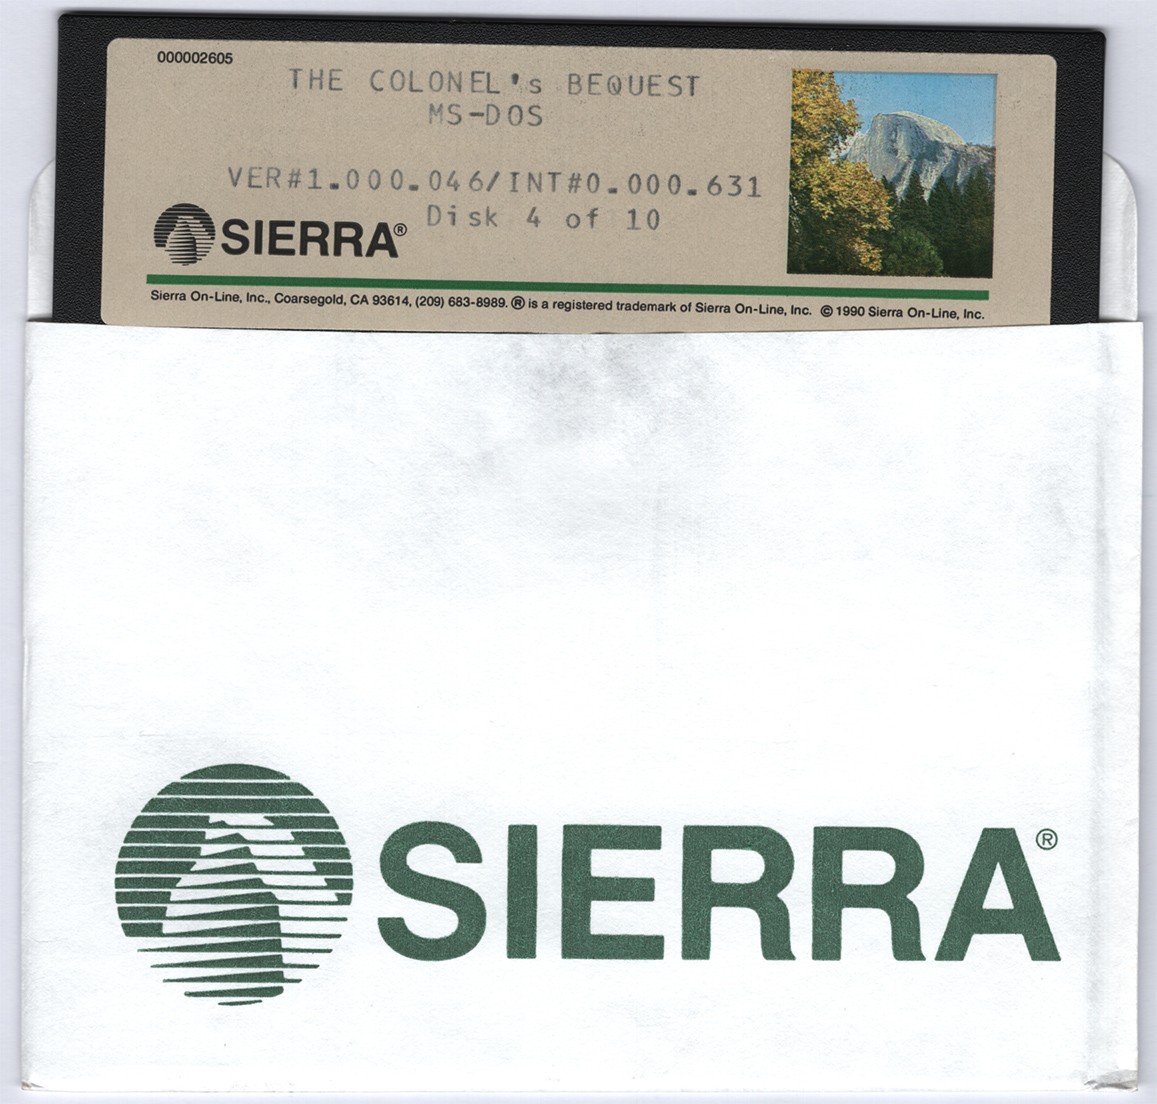 000002605
THE COLONEL's BEQUEST
MS-DOS
VER#1.000.046/INT#0.000.631
Disk 4 of 10
SIERRA®
Sierra On-Line, Inc., Coarsegold, CA 93614, (209) 683-8989. ® is a registered trademark of Sierra On-Line, Inc. © 1990 Sierra On-Line, Inc.
SIERRA®